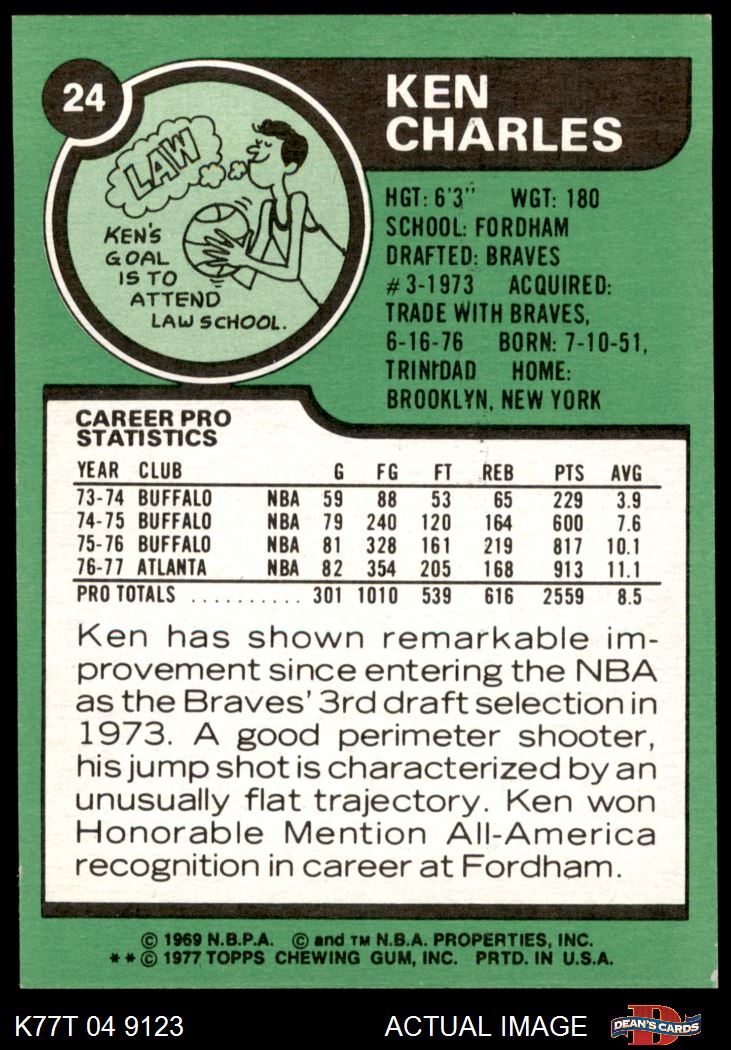 24
KEN
CHARLES
LAW
KEN'S
GOAL
IS TO
ATTEND
LAW SCHOOL.
HGT: 6'3" WGT: 180
SCHOOL: FORDHAM
DRAFTED: BRAVES
#3-1973 ACQUIRED:
TRADE WITH BRAVES,
6-16-76 BORN: 7-10-51,
TRINIDAD HOME:
BROOKLYN, NEW YORK
CAREER PRO
STATISTICS
YEAR CLUB G FG FT REB PTS AVG
73-74 BUFFALO NBA 59 88 53 65 229 3.9
74-75 BUFFALO NBA 79 240 120 164 600 7.6
75-76 BUFFALO NBA 81 328 161 219 817 10.1
76-77 ATLANTA NBA 82 354 205 168 913 11.1
PRO TOTALS .......... 301 1010 539 616 2559 8.5
Ken has shown remarkable im-
provement since entering the NBA
as the Braves' 3rd draft selection in
1973. A good perimeter shooter,
his jump shot is characterized by an
unusually flat trajectory. Ken won
Honorable Mention All-America
recognition in career at Fordham.
© 1969 N.B.P.A. © and TM N.B.A. PROPERTIES, INC.
**© 1977 TOPPS CHEWING GUM, INC. PRTD. IN U.S.A.
K77T 04 9123 ACTUAL IMAGE D DEAN'S CARDS